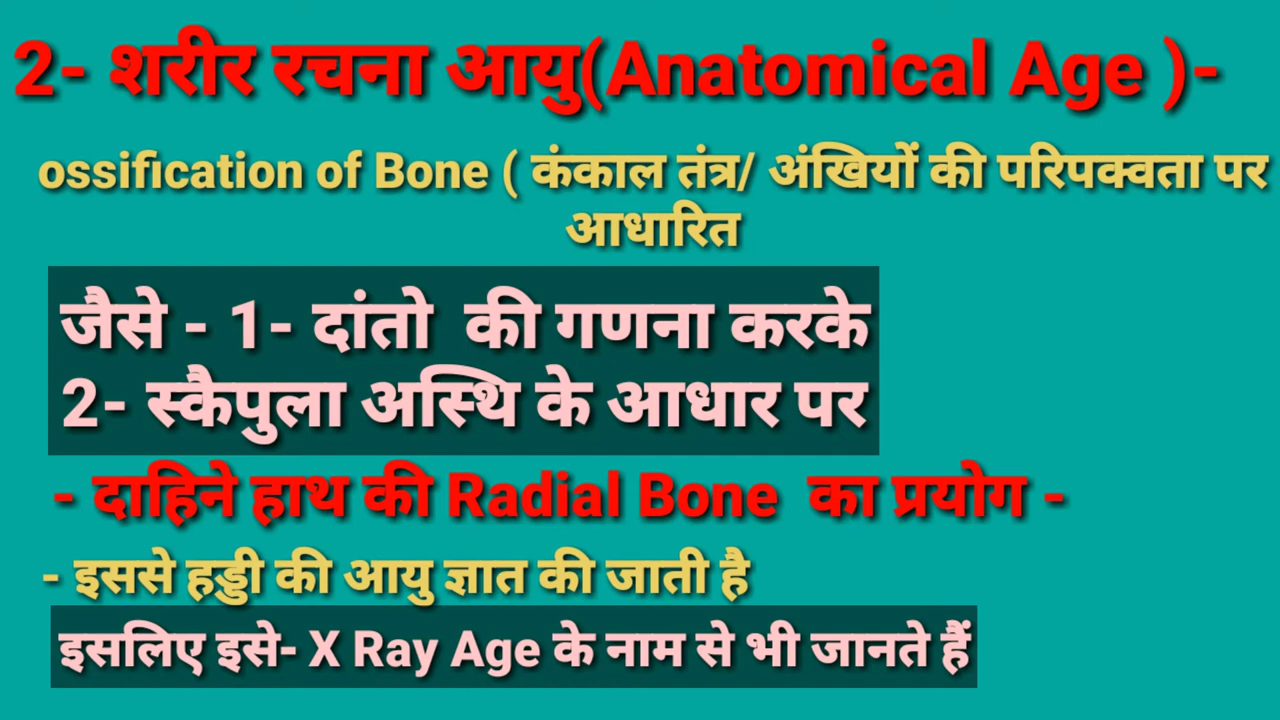 2- शरीर रचना आयु(Anatomical Age )-
ossification of Bone ( कंकाल तंत्र/ अंखियों की परिपक्वता पर
आधारित
जैसे - 1- दांतो की गणना करके
2- स्कैपुला अस्थि के आधार पर
- दाहिने हाथ की Radial Bone का प्रयोग -
- इससे हड्डी की आयु ज्ञात की जाती है
इसलिए इसे- X Ray Age के नाम से भी जानते हैं